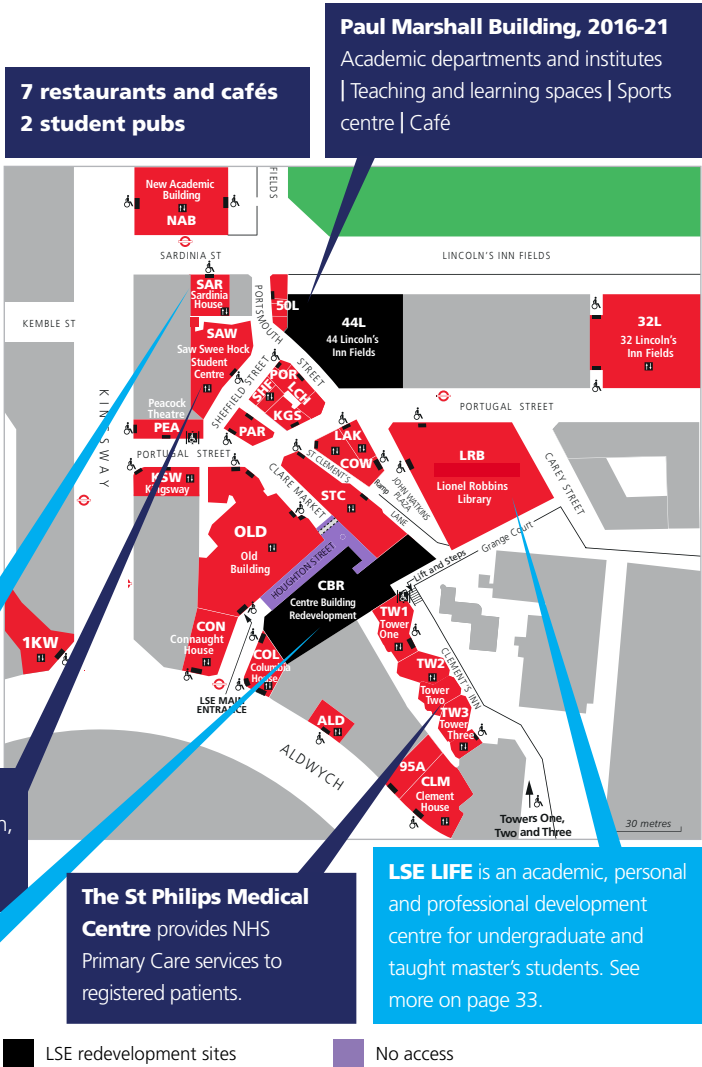 Paul Marshall Building, 2016-21
Academic departments and institutes
| Teaching and learning spaces | Sports
centre | Café
7 restaurants and cafés
2 student pubs
New Academic
Building
NAB
FIELDS
SARDINIA ST
LINCOLN'S INN FIELDS
SAR
Sardinia
House
PORTSMOUTH
STREET
50L
44L
44 Lincoln's
Inn Fields
32L
32 Lincoln's
Inn Fields
KEMBLE ST
SAW
Saw Swee Hock
Student
Centre
SHEFFIELD STREET
POR
SHF
LCH
KGS
KINGSWAY
Peacock
Theatre
PEA
PAR
PORTUGAL STREET
PORTUGAL STREET
LAK
COW
ST CLEMENT'S
LANE
Ramp
JOHN WATKINS
PLAZA
LRB
Lionel Robbins
Library
CAREY STREET
KSW
Kingsway
CLARE MARKET
STC
Grange Court
OLD
Old
Building
HOUGHTON STREET
CBR
Centre Building
Redevelopment
Lift and Steps
TW1
Tower
One
CON
Connaught
House
COL
Columbia
House
1KW
TW2
Tower
Two
CLEMENT'S INN
TW3
Tower
Three
LSE MAIN
ENTRANCE
ALD
ALDWYCH
95A
CLM
Clement
House
Towers One,
Two and Three
30 metres
n,
The St Philips Medical
Centre provides NHS
Primary Care services to
registered patients.
LSE LIFE is an academic, personal
and professional development
centre for undergraduate and
taught master's students. See
more on page 33.
LSE redevelopment sites
No access